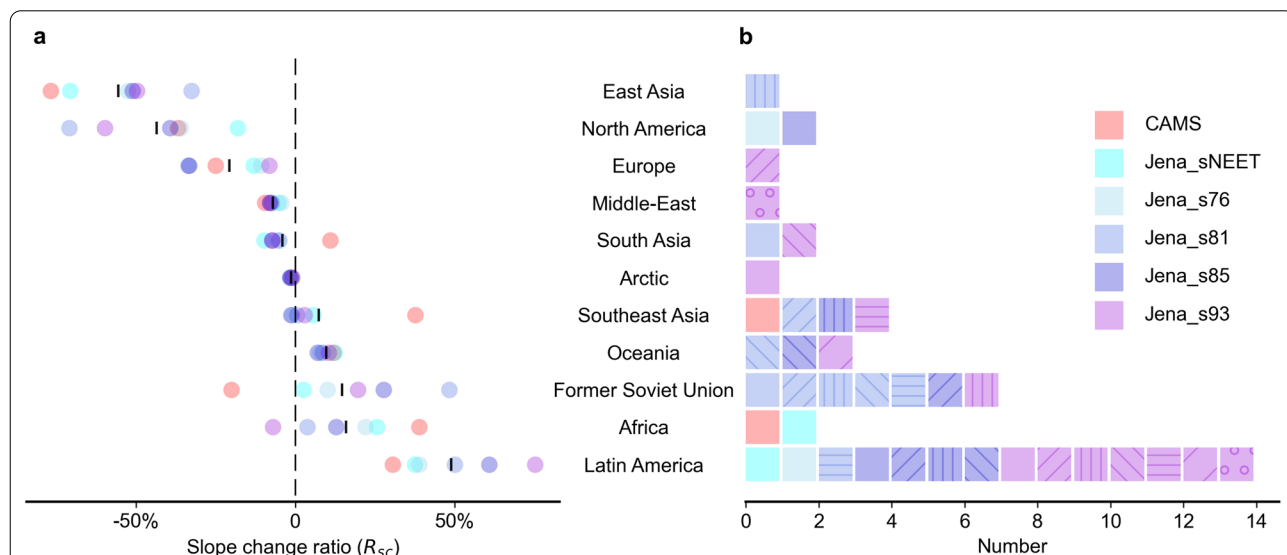 a
b
East Asia
North America
Europe
Middle-East
South Asia
Arctic
Southeast Asia
Oceania
Former Soviet Union
Africa
Latin America
CAMS
Jena_sNEET
Jena_s76
Jena_s81
Jena_s85
Jena_s93
-50% 0 50%
Slope change ratio (RSC)
0 2 4 6 8 10 12 14
Number